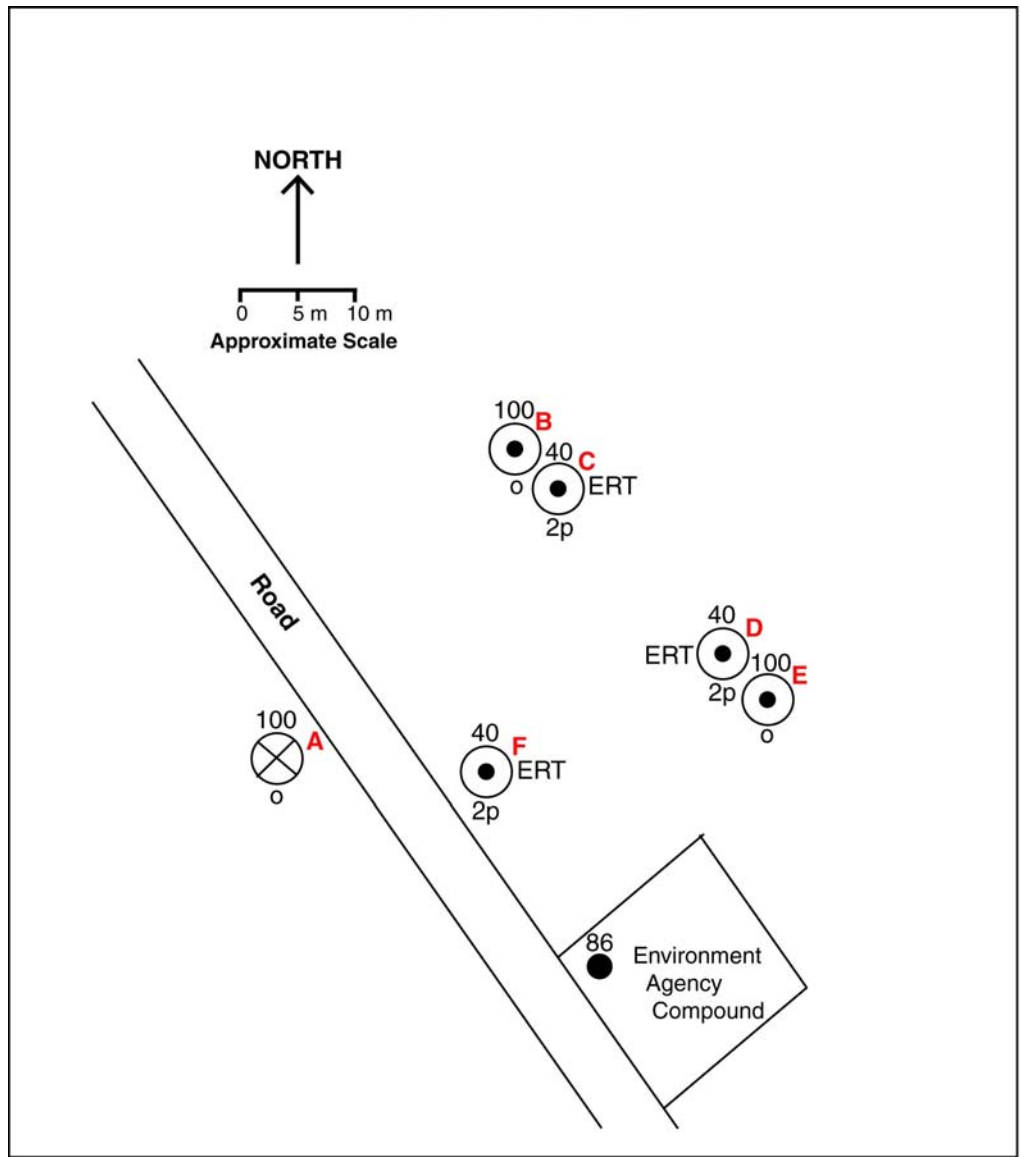 NORTH
0 5 m 10 m
Approximate Scale
100 B
o
40 C
ERT
2p
Road
40 D
ERT
2p
100 E
o
100 A
o
40 F
ERT
2p
86
Environment
Agency
Compound